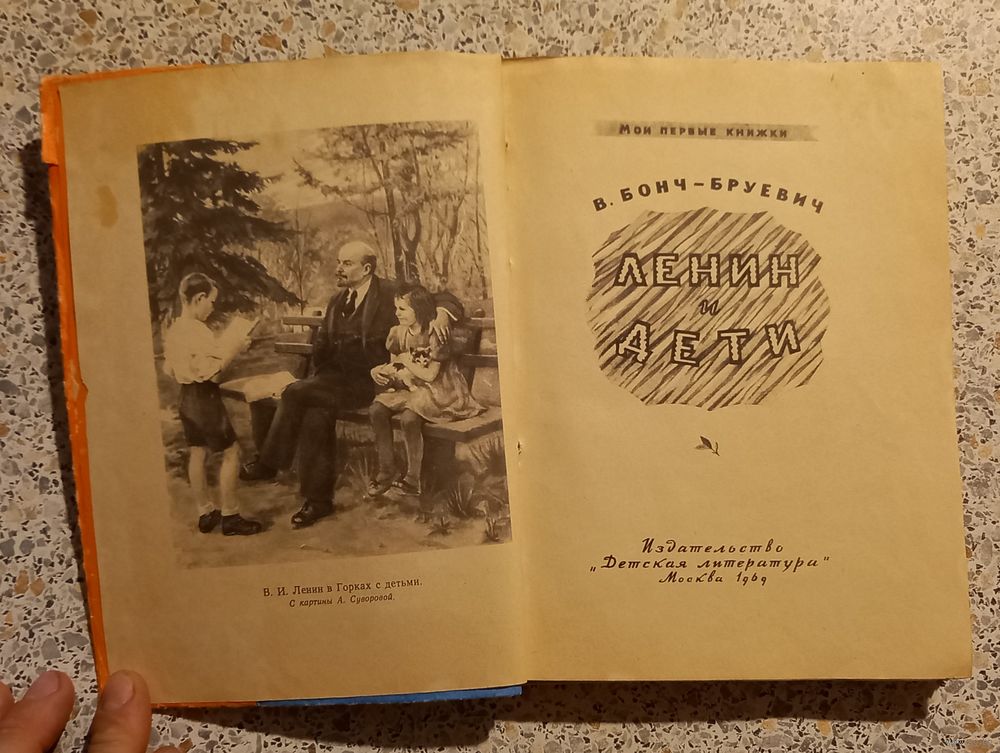 В. И. Ленин в Горках с детьми.
С картины А. Суворовой.
Мои первые книжки
В. БОНЧ-БРУЕВИЧ
ЛЕНИН
и
ДЕТИ
Издательство
„Детская литература"
Москва 1969